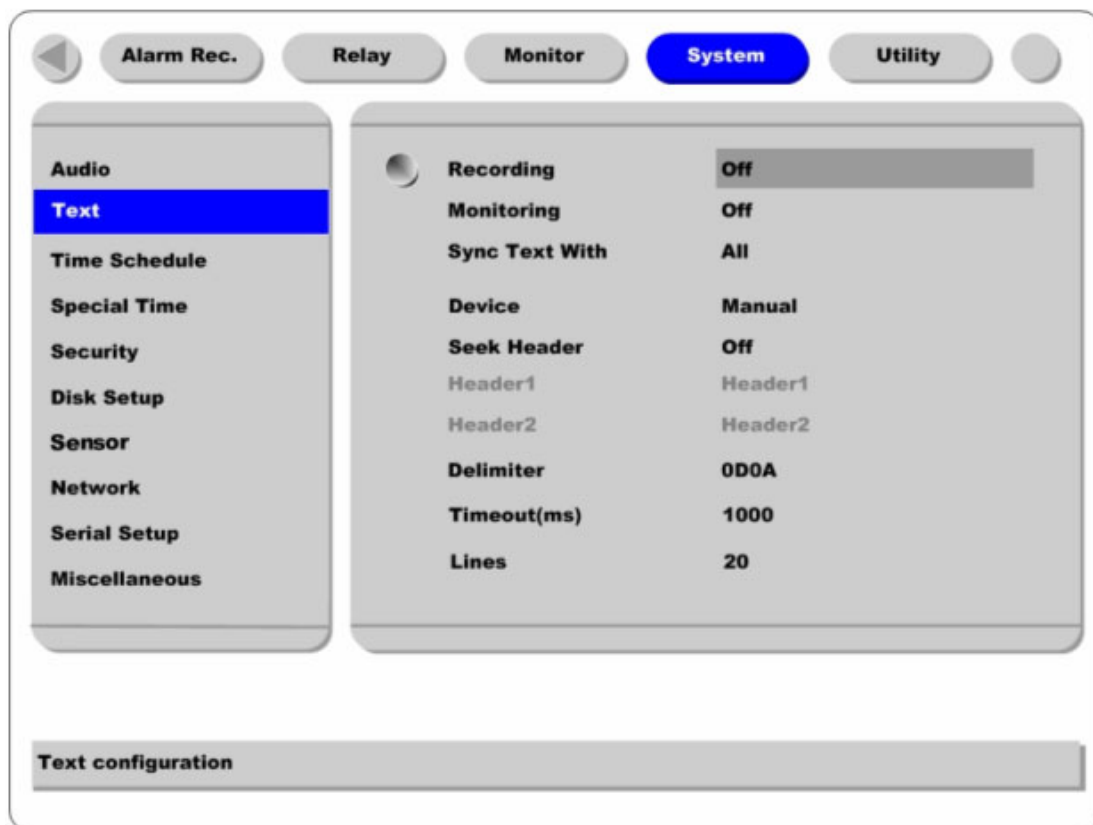 Alarm Rec. Relay Monitor System Utility
Audio
Text
Time Schedule
Special Time
Security
Disk Setup
Sensor
Network
Serial Setup
Miscellaneous
Recording Off
Monitoring Off
Sync Text With All
Device Manual
Seek Header Off
Header1 Header1
Header2 Header2
Delimiter 0D0A
Timeout(ms) 1000
Lines 20
Text configuration